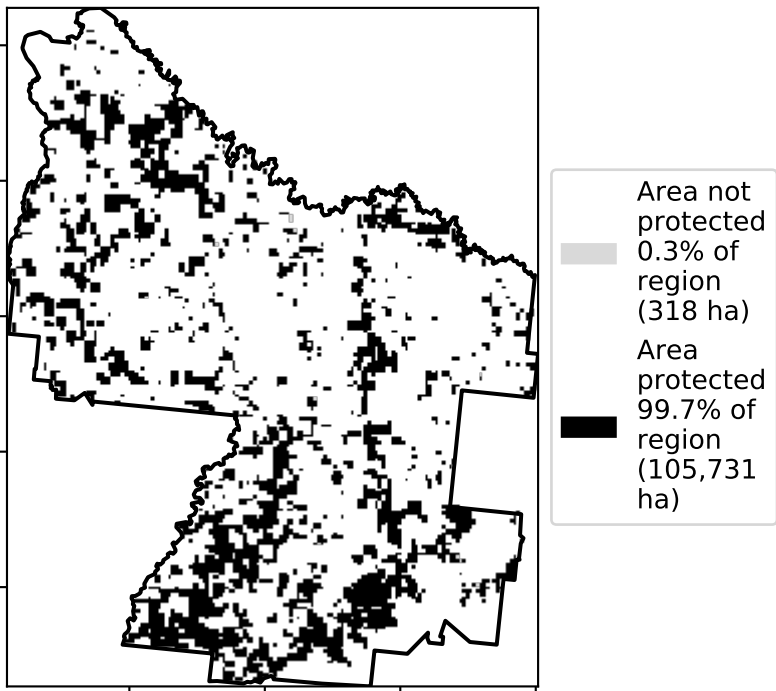 Area not
protected
0.3% of
region
(318 ha)
Area
protected
99.7% of
region
(105,731
ha)